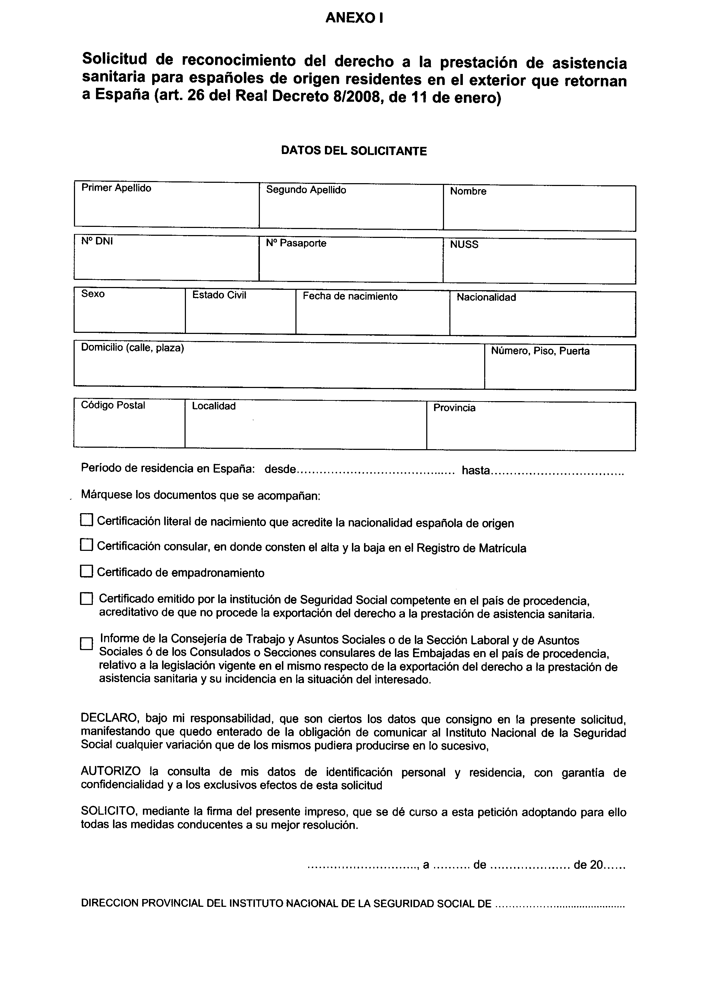 ANEXO I
Solicitud de reconocimiento del derecho a la prestación de asistencia
sanitaria para españoles de origen residentes en el exterior que retornan
a España (art. 26 del Real Decreto 8/2008, de 11 de enero)
DATOS DEL SOLICITANTE
Primer Apellido Segundo Apellido Nombre
Nº DNI Nº Pasaporte NUSS
Sexo Estado Civil Fecha de nacimiento Nacionalidad
Domicilio (calle, plaza) Número, Piso, Puerta
Código Postal Localidad Provincia
Período de residencia en España: desde......................................... hasta...................................
Márquese los documentos que se acompañan:
Certificación literal de nacimiento que acredite la nacionalidad española de origen
Certificación consular, en donde consten el alta y la baja en el Registro de Matrícula
Certificado de empadronamiento
Certificado emitido por la institución de Seguridad Social competente en el país de procedencia,
acreditativo de que no procede la exportación del derecho a la prestación de asistencia sanitaria.
Informe de la Consejería de Trabajo y Asuntos Sociales o de la Sección Laboral y de Asuntos
Sociales ó de los Consulados o Secciones consulares de las Embajadas en el país de procedencia,
relativo a la legislación vigente en el mismo respecto de la exportación del derecho a la prestación de
asistencia sanitaria y su incidencia en la situación del interesado.
DECLARO, bajo mi responsabilidad, que son ciertos los datos que consigno en la presente solicitud,
manifestando que quedo enterado de la obligación de comunicar al Instituto Nacional de la Seguridad
Social cualquier variación que de los mismos pudiera producirse en lo sucesivo,
AUTORIZO la consulta de mis datos de identificación personal y residencia, con garantía de
confidencialidad y a los exclusivos efectos de esta solicitud
SOLICITO, mediante la firma del presente impreso, que se dé curso a esta petición adoptando para ello
todas las medidas conducentes a su mejor resolución.
............................., a .......... de ..................... de 20......
DIRECCION PROVINCIAL DEL INSTITUTO NACIONAL DE LA SEGURIDAD SOCIAL DE .......................................